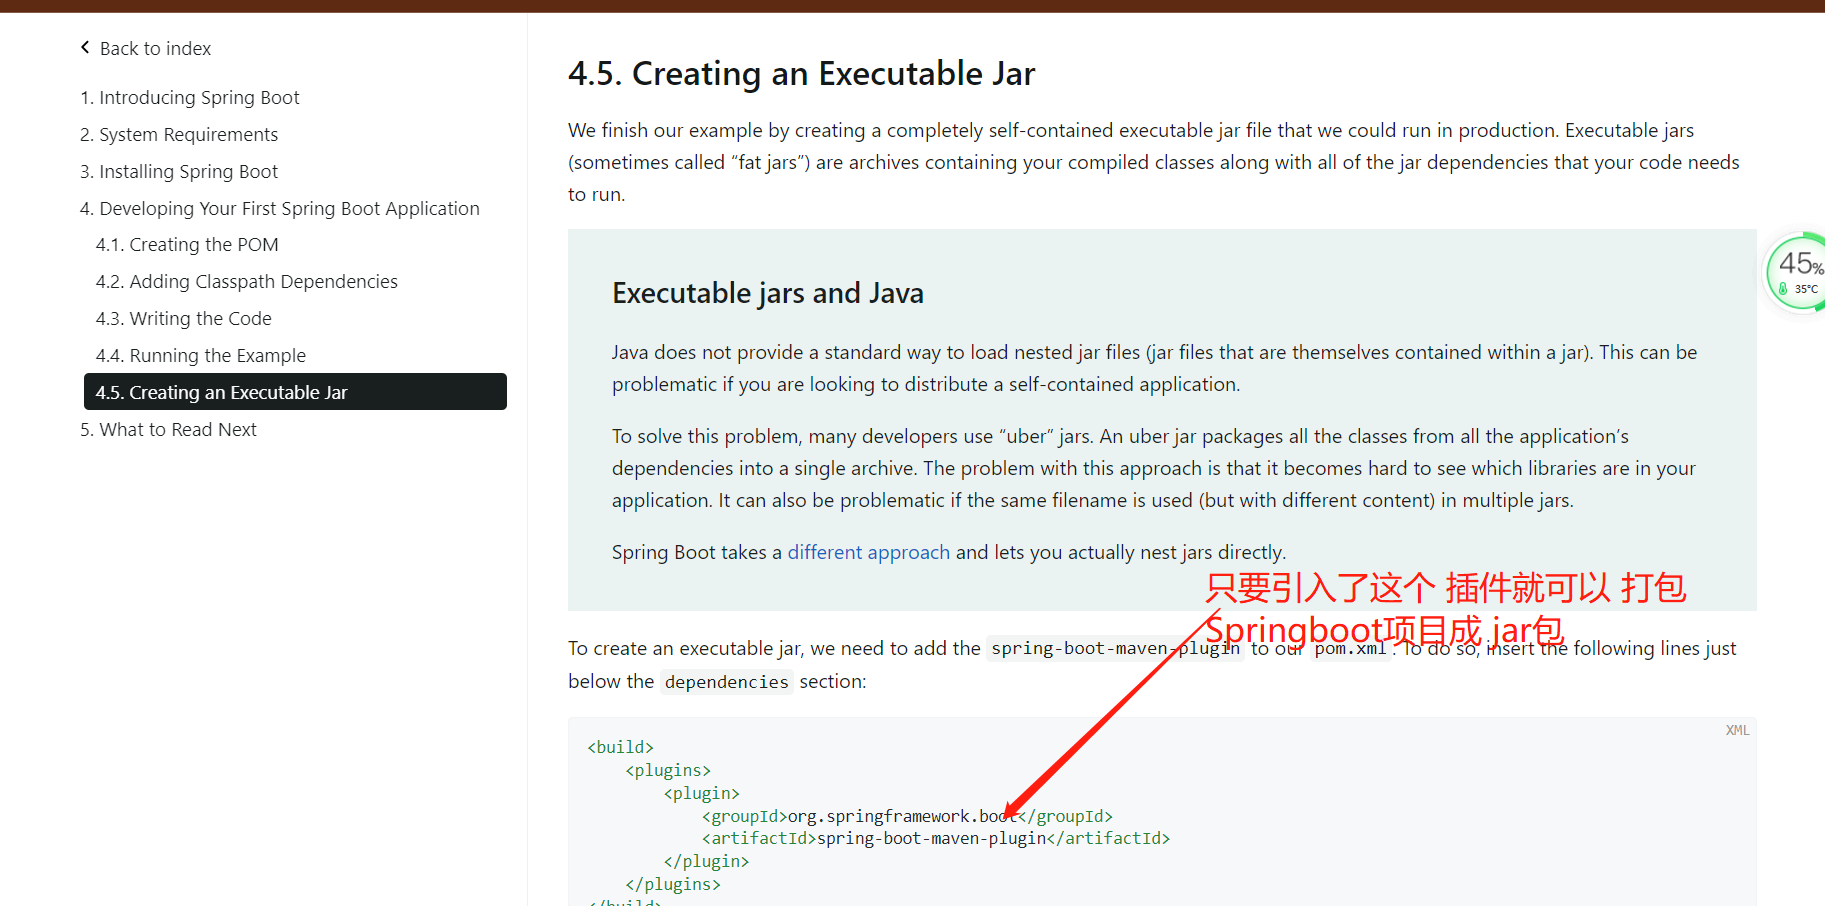 Back to index
1. Introducing Spring Boot
2. System Requirements
3. Installing Spring Boot
4. Developing Your First Spring Boot Application
4.1. Creating the POM
4.2. Adding Classpath Dependencies
4.3. Writing the Code
4.4. Running the Example
4.5. Creating an Executable Jar
5. What to Read Next
4.5. Creating an Executable Jar
We finish our example by creating a completely self-contained executable jar file that we could run in production. Executable jars
(sometimes called “fat jars”) are archives containing your compiled classes along with all of the jar dependencies that your code needs
to run.
Executable jars and Java
Java does not provide a standard way to load nested jar files (jar files that are themselves contained within a jar). This can be
problematic if you are looking to distribute a self-contained application.
To solve this problem, many developers use “uber” jars. An uber jar packages all the classes from all the application’s
dependencies into a single archive. The problem with this approach is that it becomes hard to see which libraries are in your
application. It can also be problematic if the same filename is used (but with different content) in multiple jars.
Spring Boot takes a different approach and lets you actually nest jars directly.
只要引入了这个 插件就可以 打包
Springboot项目成 jar包
To create an executable jar, we need to add the spring-boot-maven-plugin to our pom.xml. To do so, insert the following lines just
below the dependencies section:
XML
<build>
<plugins>
<plugin>
<groupId>org.springframework.boot</groupId>
<artifactId>spring-boot-maven-plugin</artifactId>
</plugin>
</plugins>
</build>
45%
35°C